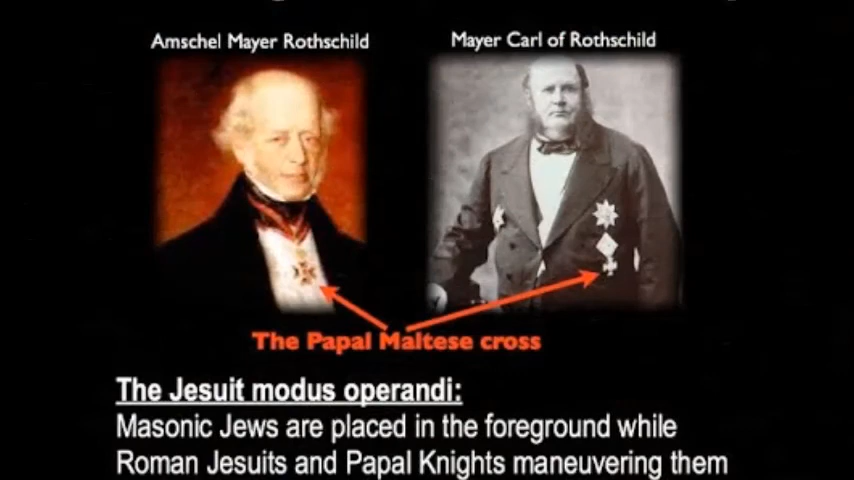 Amschel Mayer Rothschild
Mayer Carl of Rothschild
The Papal Maltese cross
The Jesuit modus operandi:
Masonic Jews are placed in the foreground while
Roman Jesuits and Papal Knights maneuvering them